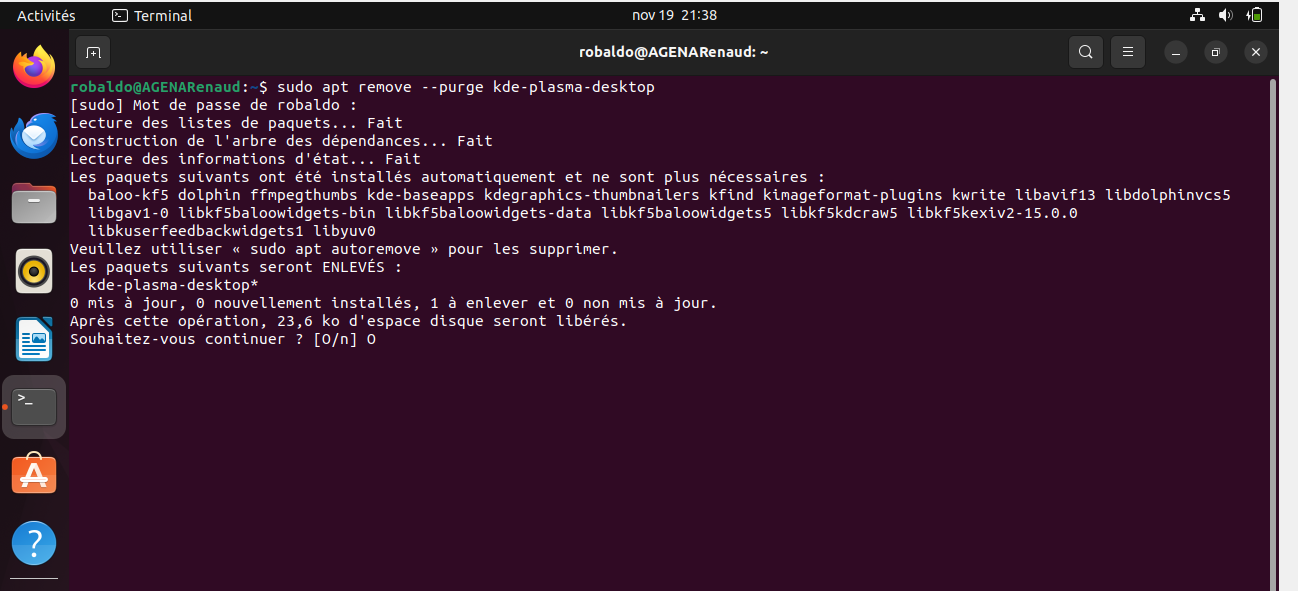 Activités Terminal nov 19 21:38
robaldo@AGENARenaud: ~
robaldo@AGENARenaud:~$ sudo apt remove --purge kde-plasma-desktop
[sudo] Mot de passe de robaldo :
Lecture des listes de paquets... Fait
Construction de l'arbre des dépendances... Fait
Lecture des informations d'état... Fait
Les paquets suivants ont été installés automatiquement et ne sont plus nécessaires :
baloo-kf5 dolphin ffmpegthumbs kde-baseapps kdegraphics-thumbnailers kfind kimageformat-plugins kwrite libavif13 libdolphinvcs5
libgav1-0 libkf5baloowidgets-bin libkf5baloowidgets-data libkf5baloowidgets5 libkf5kdcraw5 libkf5kexiv2-15.0.0
libkuserfeedbackwidgets1 libyuv0
Veuillez utiliser « sudo apt autoremove » pour les supprimer.
Les paquets suivants seront ENLEVÉS :
kde-plasma-desktop*
0 mis à jour, 0 nouvellement installés, 1 à enlever et 0 non mis à jour.
Après cette opération, 23,6 ko d'espace disque seront libérés.
Souhaitez-vous continuer ? [O/n] O